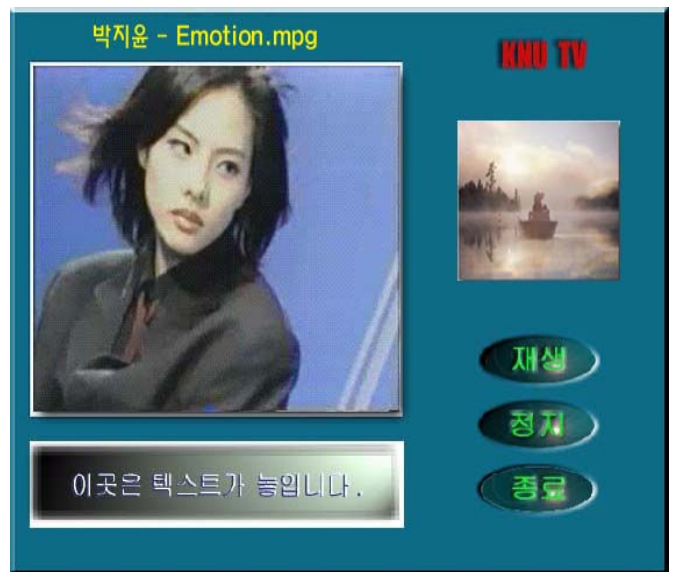 박지윤 - Emotion.mpg
KNU TV
재생
정지
이곳은 텍스트가 놓입니다.
종료